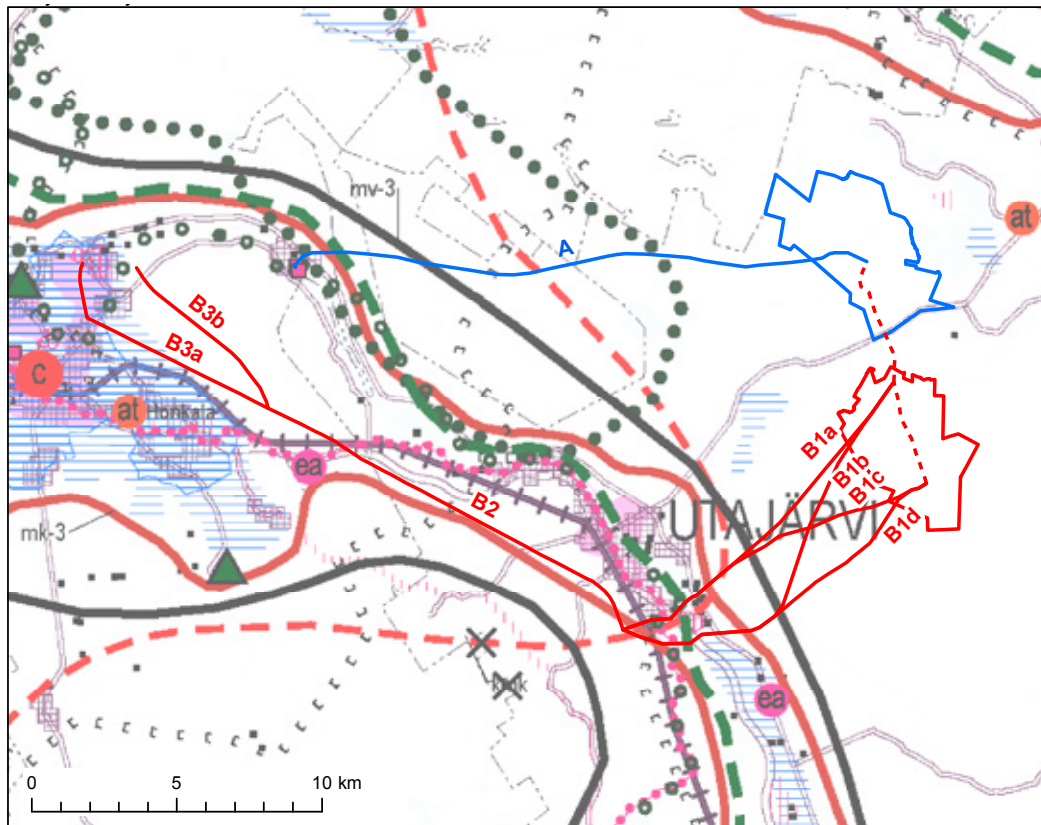 mv-3
A
at
B3b
B3a
C
at
Honkala
ea
B1a
B1b
B1c
B1d
B2
UTAJÄRVI
mk-3
ea
0 5 10 km